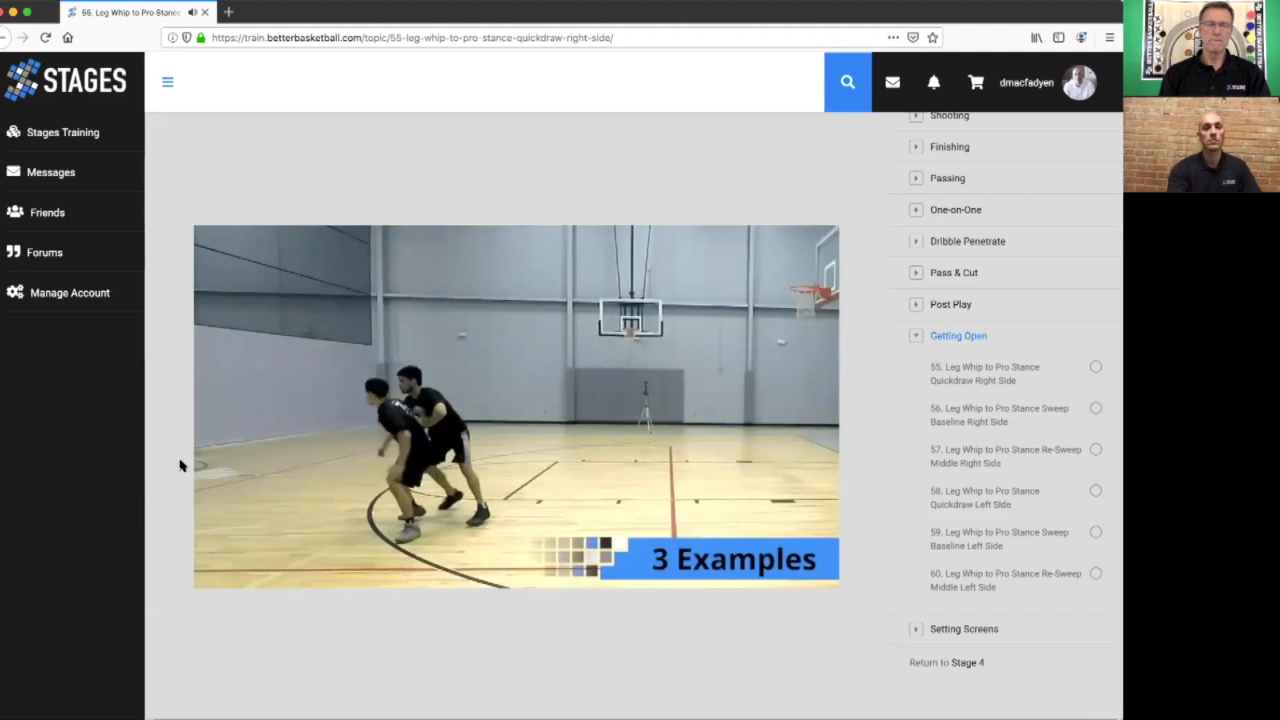 55. Leg Whip to Pro Stance
https://train.betterbasketball.com/topic/55-leg-whip-to-pro-stance-quickdraw-right-side/
STAGES
dmacfadyen
Stages Training
Messages
Friends
Forums
Manage Account
3 Examples
Shooting
Finishing
Passing
One-on-One
Dribble Penetrate
Pass & Cut
Post Play
Getting Open
55. Leg Whip to Pro Stance
Quickdraw Right Side
56. Leg Whip to Pro Stance Sweep
Baseline Right Side
57. Leg Whip to Pro Stance Re-Sweep
Middle Right Side
58. Leg Whip to Pro Stance
Quickdraw Left Side
59. Leg Whip to Pro Stance Sweep
Baseline Left Side
60. Leg Whip to Pro Stance Re-Sweep
Middle Left Side
Setting Screens
Return to Stage 4